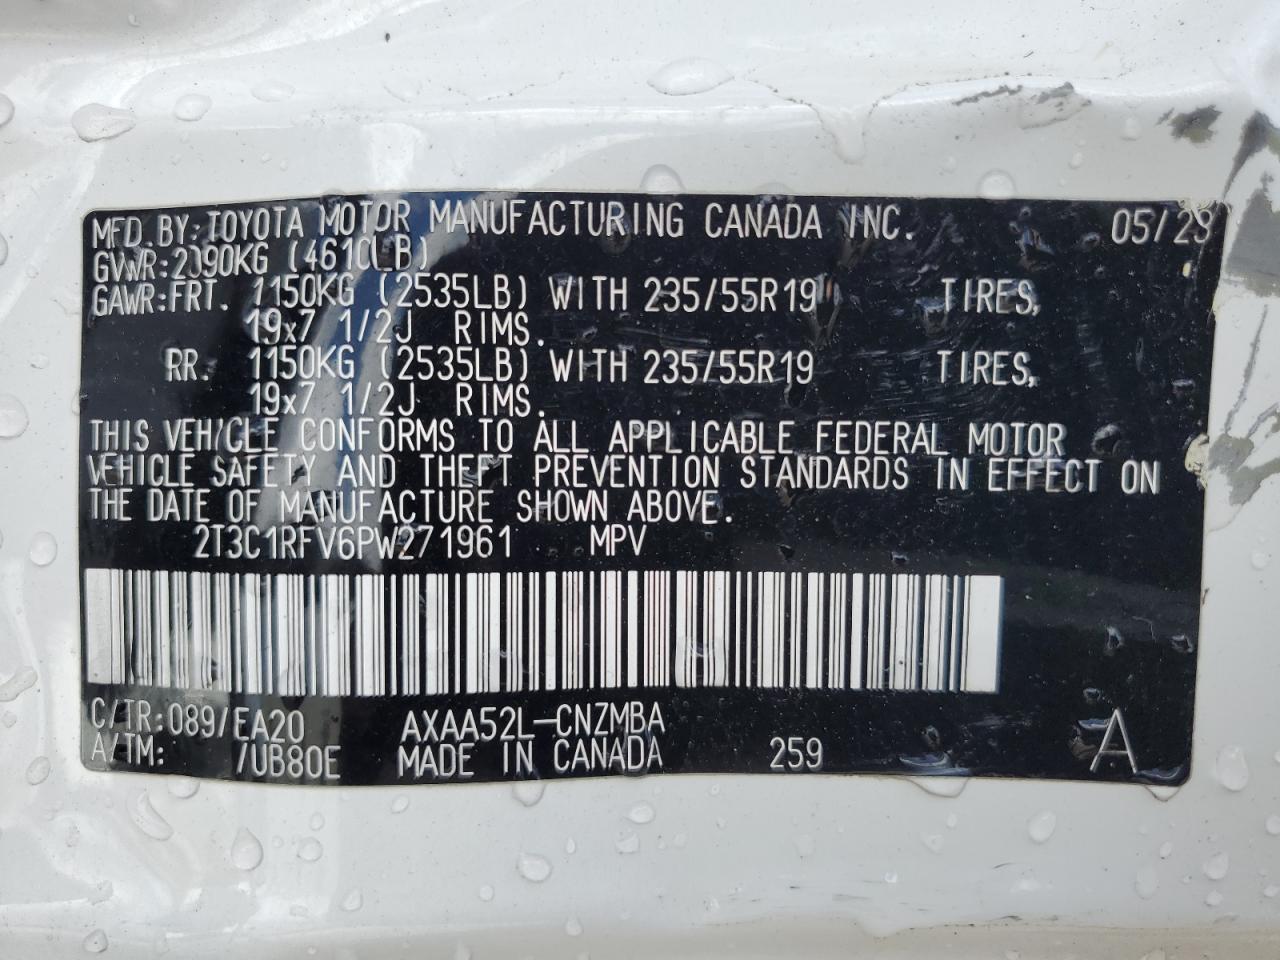 MFD. BY: TOYOTA MOTOR MANUFACTURING CANADA INC. 05/23
GVWR: 2090KG (4610LB)
GAWR: FRT. 1150KG (2535LB) WITH 235/55R19 TIRES,
19x7 1/2J RIMS.
RR. 1150KG (2535LB) WITH 235/55R19 TIRES,
19x7 1/2J RIMS.
THIS VEHICLE CONFORMS TO ALL APPLICABLE FEDERAL MOTOR
VEHICLE SAFETY AND THEFT PREVENTION STANDARDS IN EFFECT ON
THE DATE OF MANUFACTURE SHOWN ABOVE.
2T3C1RFV6PW271961 MPV
C/TR: 089/EA20 AXAA52L-CNZMBA
A/TM: /UB80E MADE IN CANADA 259 A